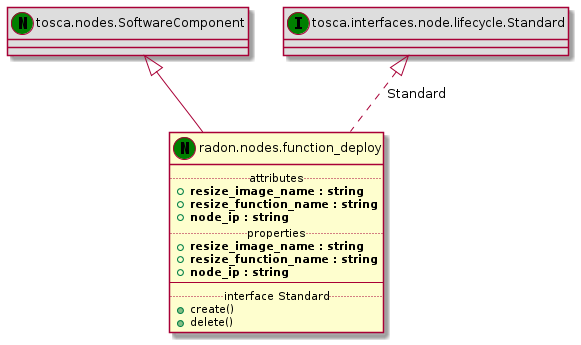 N tosca.nodes.SoftwareComponent
I tosca.interfaces.node.lifecycle.Standard
Standard
N radon.nodes.function_deploy
attributes
resize_image_name : string
resize_function_name : string
node_ip : string
properties
resize_image_name : string
resize_function_name : string
node_ip : string
interface Standard
create()
delete()